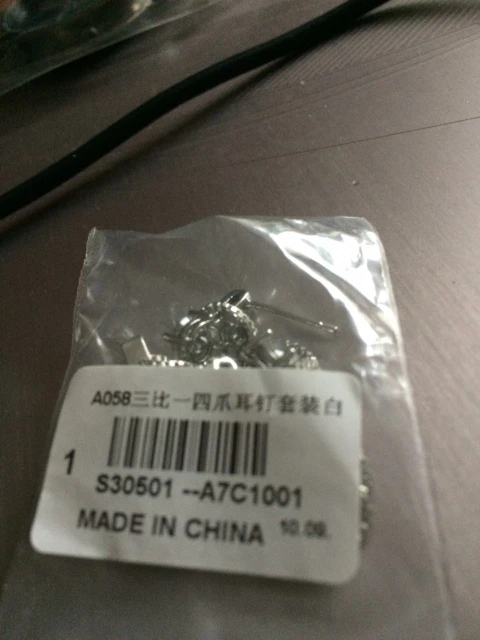 A058三比一四爪耳钉套装白
1
S30501 --A7C1001
MADE IN CHINA 10.09.